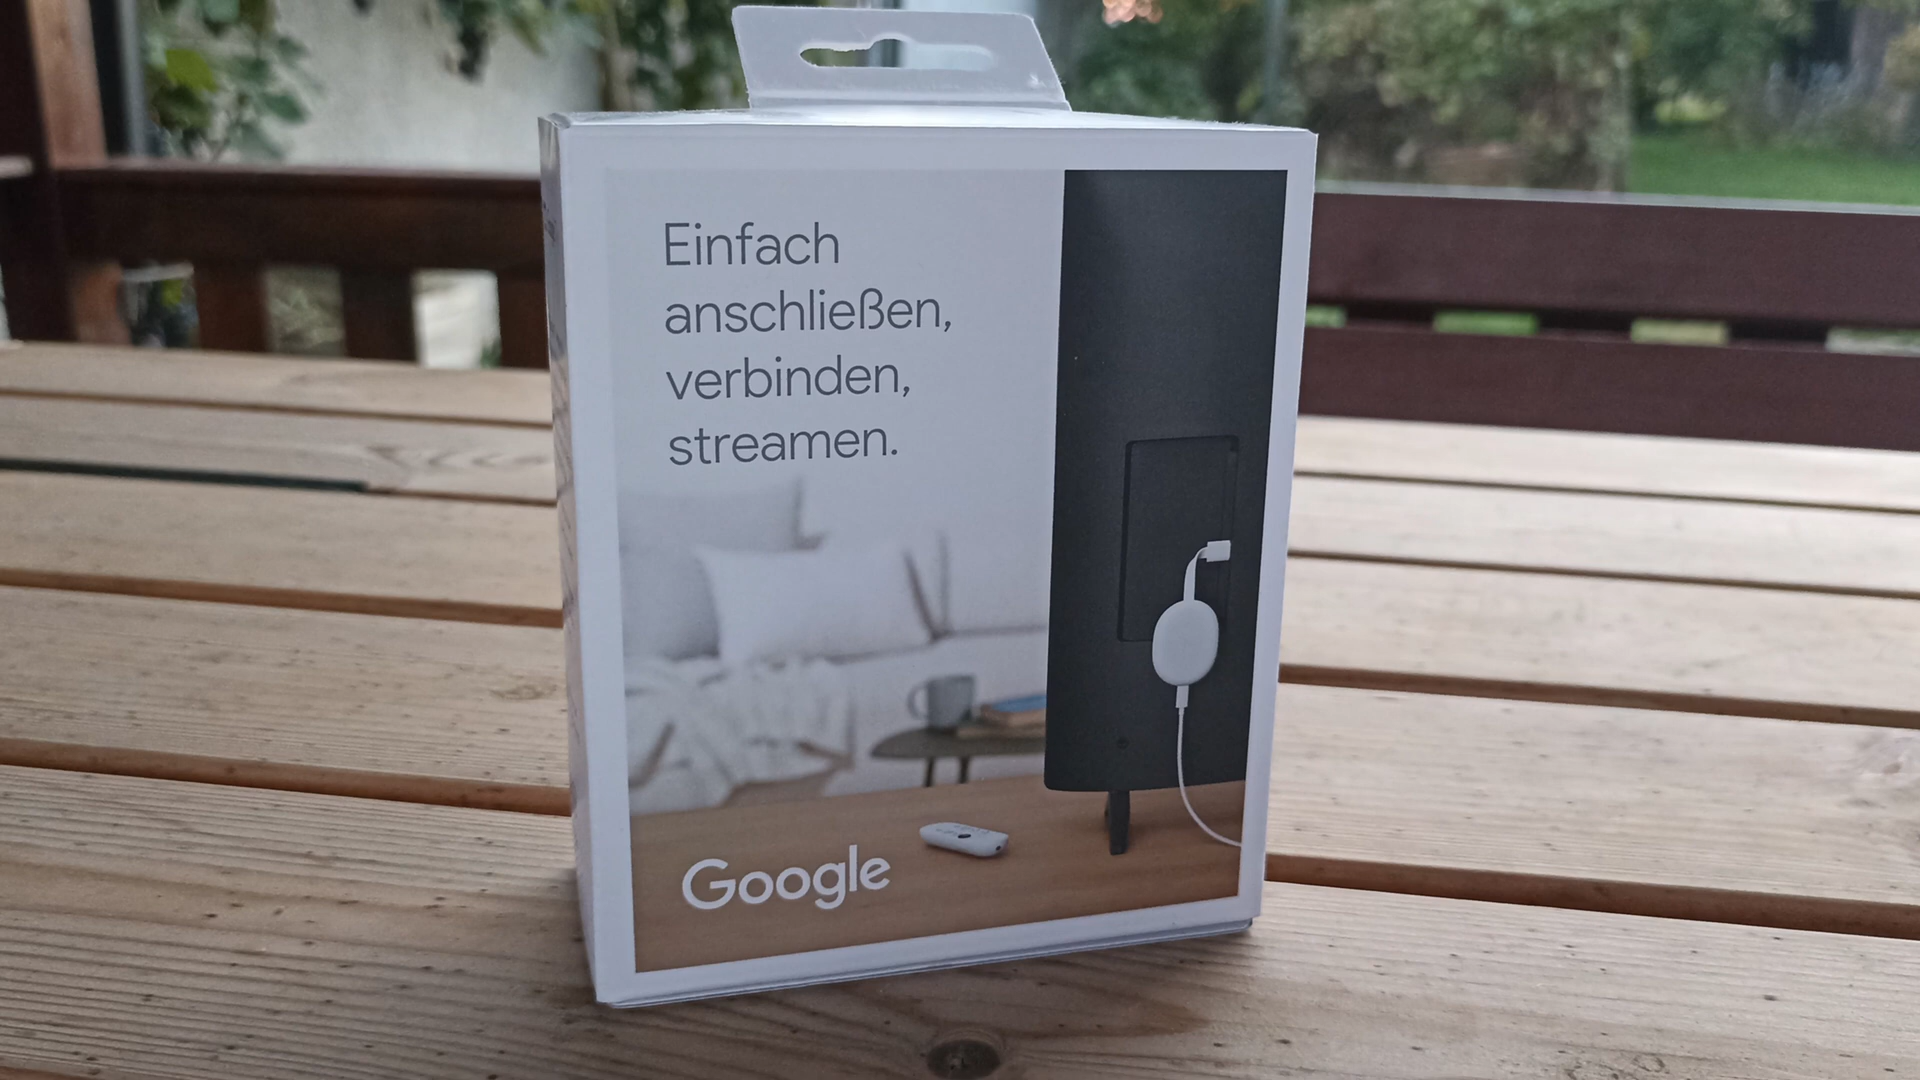 Einfach
anschließen,
verbinden,
streamen.
Google